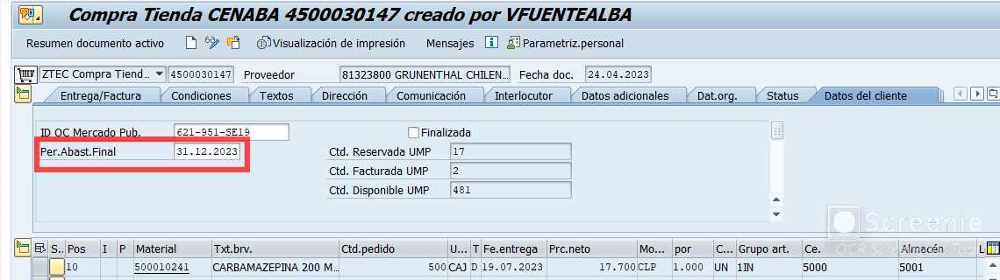 Compra Tienda CENABA 4500030147 creado por VFUENTEALBA
Resumen documento activo Visualización de impresión Mensajes Parametriz.personal
ZTEC Compra Tiend... 4500030147 Proveedor 81323800 GRUNENTHAL CHILEN... Fecha doc. 24.04.2023
Entrega/Factura Condiciones Textos Dirección Comunicación Interlocutor Datos adicionales Dat.org. Status Datos del cliente
ID OC Mercado Pub. 621-951-SE19 Finalizada
Per.Abast.Final 31.12.2023 Ctd. Reservada UMP 17
Ctd. Facturada UMP 2
Ctd. Disponible UMP 481
Screenie
S.. Pos I P Material Txt.brv. Ctd.pedido U... T Fe.entrega Prc.neto Mo... por C... Grupo art. Ce. Almacén L
10 500010241 CARBAMAZEPINA 200 M... 500 CAJ D 19.07.2023 17.700 CLP 1.000 UN 1IN 5000 5001